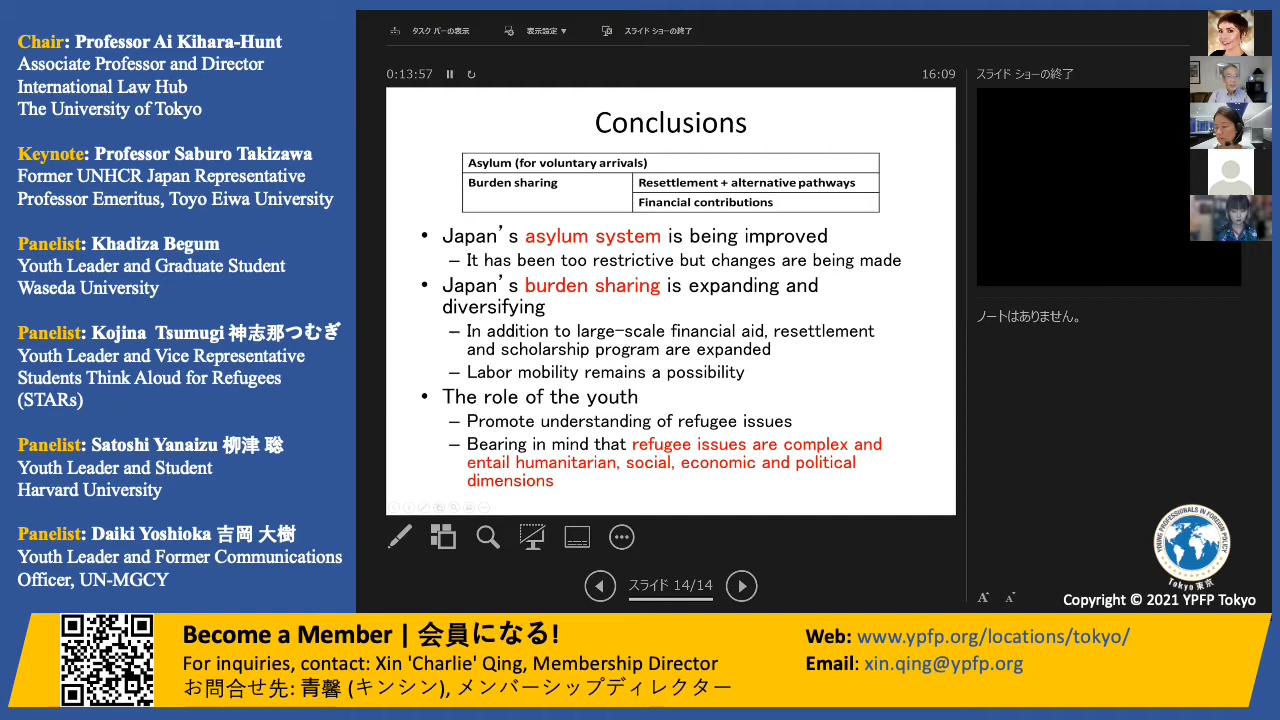 Chair: Professor Ai Kihara-Hunt
Associate Professor and Director
International Law Hub
The University of Tokyo
Keynote: Professor Saburo Takizawa
Former UNHCR Japan Representative
Professor Emeritus, Toyo Eiwa University
Panelist: Khadiza Begum
Youth Leader and Graduate Student
Waseda University
Panelist: Kojina Tsumugi 神志那つむぎ
Youth Leader and Vice Representative
Students Think Aloud for Refugees
(STARs)
Panelist: Satoshi Yanaizu 柳津 聡
Youth Leader and Student
Harvard University
Panelist: Daiki Yoshioka 吉岡 大樹
Youth Leader and Former Communications
Officer, UN-MGCY
タスク バーの表示
表示設定 ▼
スライド ショーの終了
0:13:57
16:09
スライド ショーの終了
Conclusions
Asylum (for voluntary arrivals)
Burden sharing
Resettlement + alternative pathways
Financial contributions
• Japan's asylum system is being improved
– It has been too restrictive but changes are being made
• Japan's burden sharing is expanding and
diversifying
– In addition to large-scale financial aid, resettlement
and scholarship program are expanded
– Labor mobility remains a possibility
• The role of the youth
– Promote understanding of refugee issues
– Bearing in mind that refugee issues are complex and
entail humanitarian, social, economic and political
dimensions
ノートはありません。
スライド 14/14
A A
YOUNG PROFESSIONALS IN FOREIGN POLICY
Tokyo 東京
Copyright © 2021 YPFP Tokyo
Become a Member | 会員になる!
For inquiries, contact: Xin 'Charlie' Qing, Membership Director
お問合せ先: 青馨 (キンシン), メンバーシップディレクター
Web: www.ypfp.org/locations/tokyo/
Email: xin.qing@ypfp.org